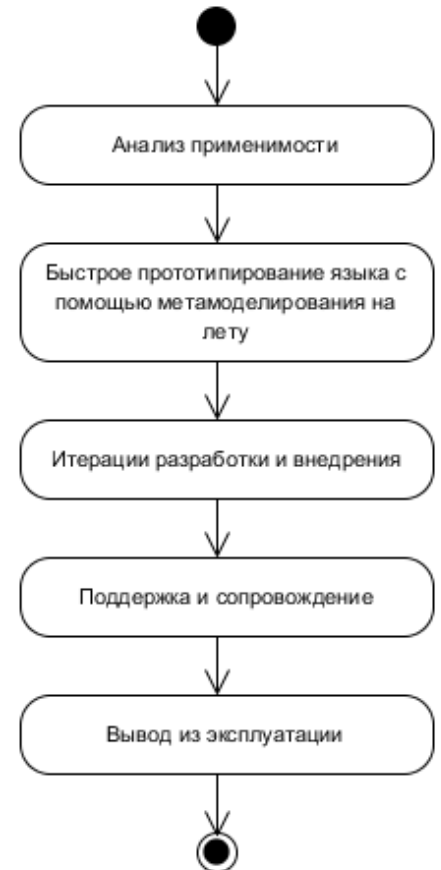 Анализ применимости
Быстрое прототипирование языка с
помощью метамоделирования на
лету
Итерации разработки и внедрения
Поддержка и сопровождение
Вывод из эксплуатации